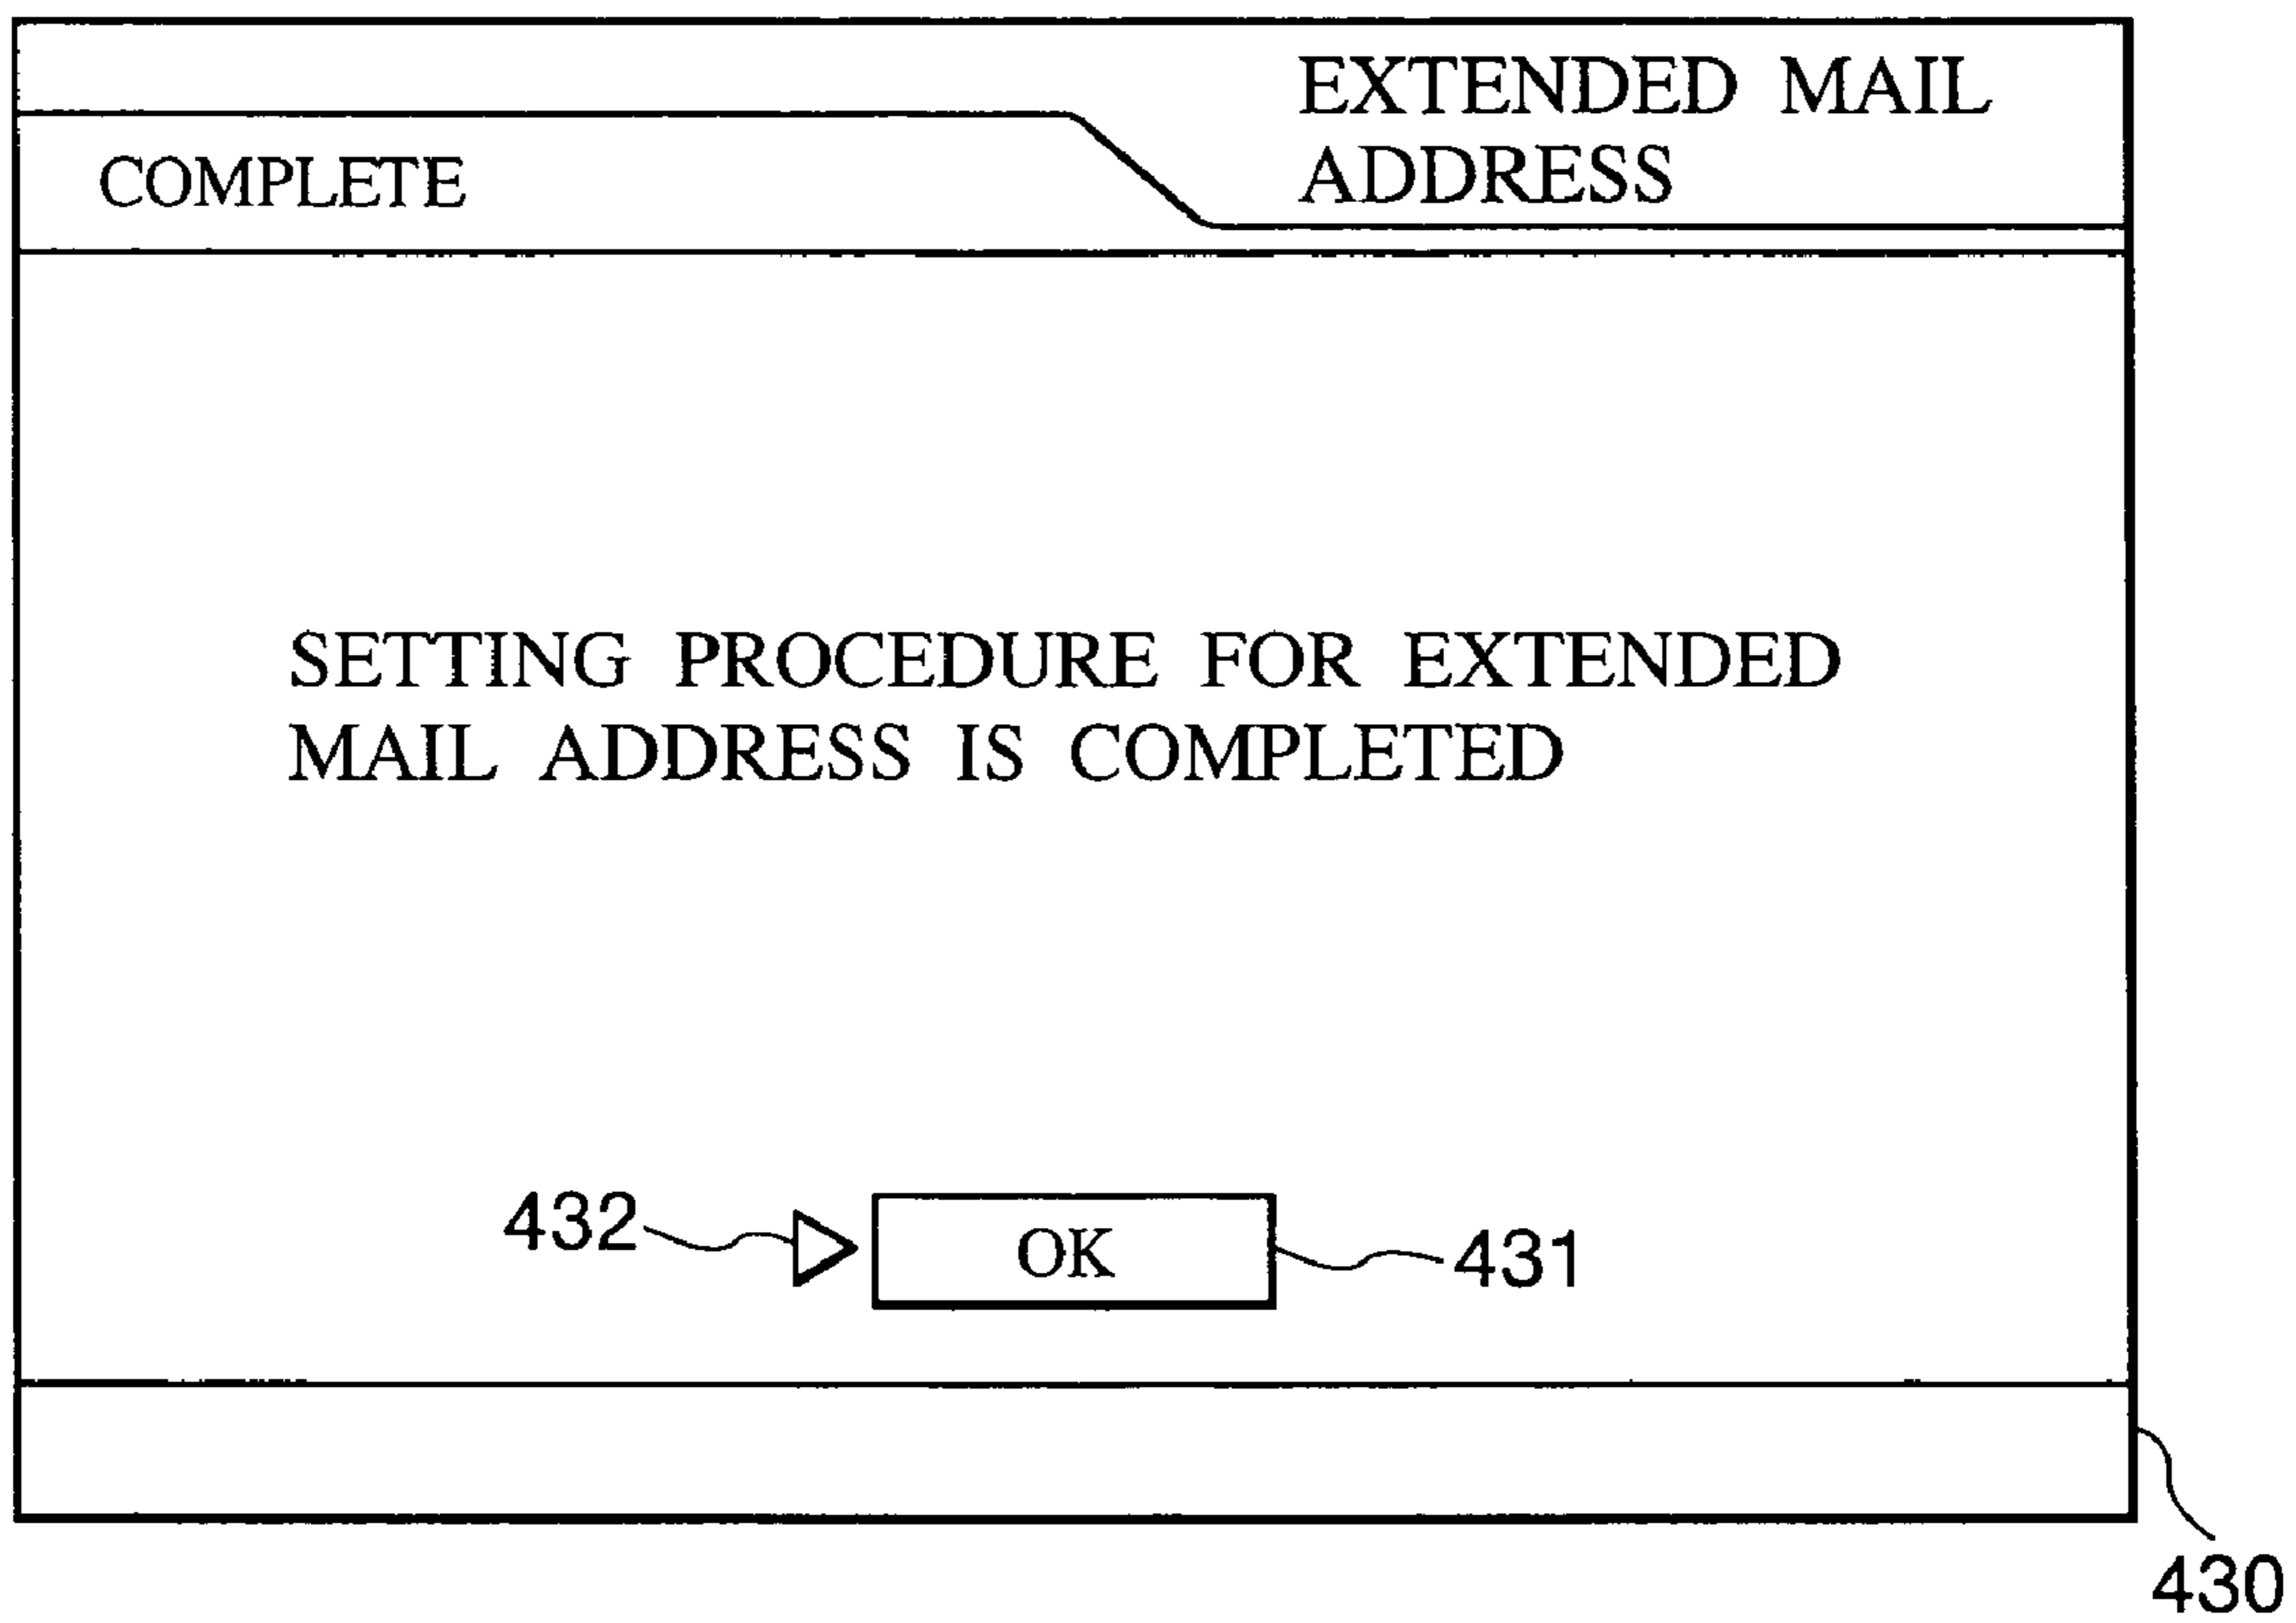 EXTENDED MAIL
ADDRESS
COMPLETE
SETTING PROCEDURE FOR EXTENDED
MAIL ADDRESS IS COMPLETED
432
OK
431
430